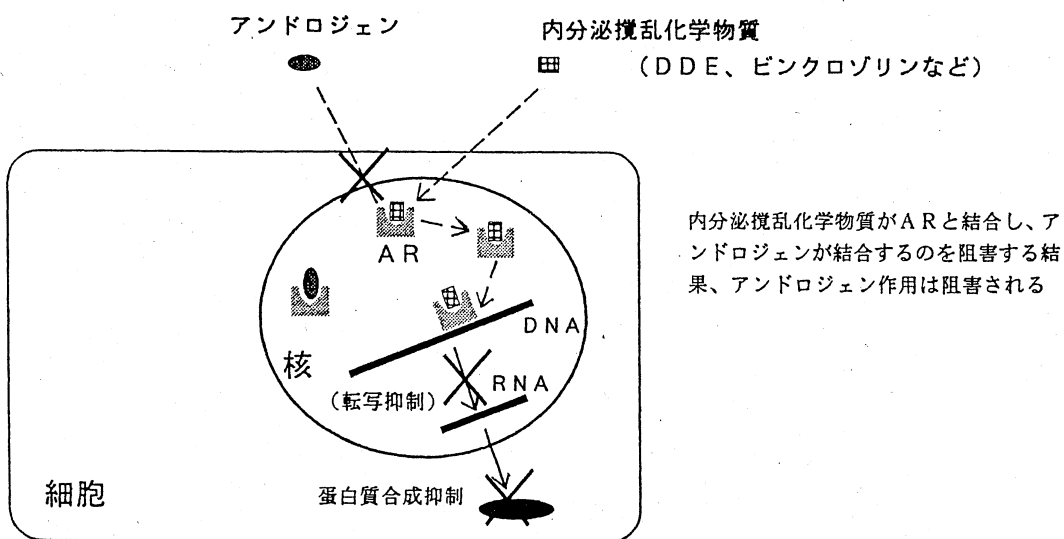 アンドロジェン
内分泌撹乱化学物質
（ＤＤＥ、ビンクロゾリンなど）
内分泌撹乱化学物質がＡＲと結合し、ア
ンドロジェンが結合するのを阻害する結
果、アンドロジェン作用は阻害される
ＡＲ
ＤＮＡ
核
ＲＮＡ
（転写抑制）
細胞
蛋白質合成抑制